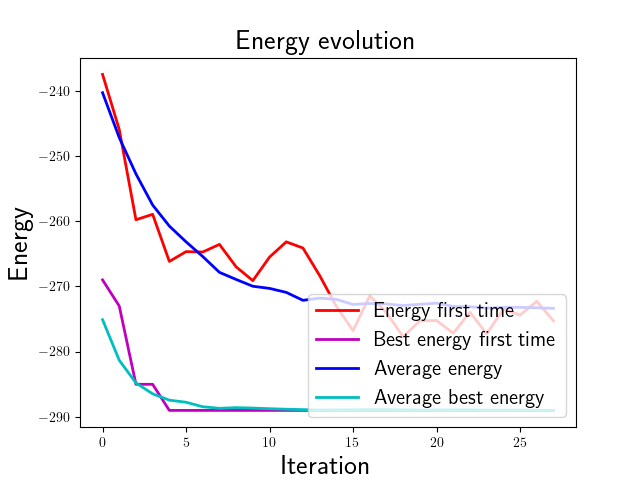 Energy evolution
Energy
−240
−250
−260
−270
−280
−290
0 5 10 15 20 25
Iteration
Energy first time
Best energy first time
Average energy
Average best energy